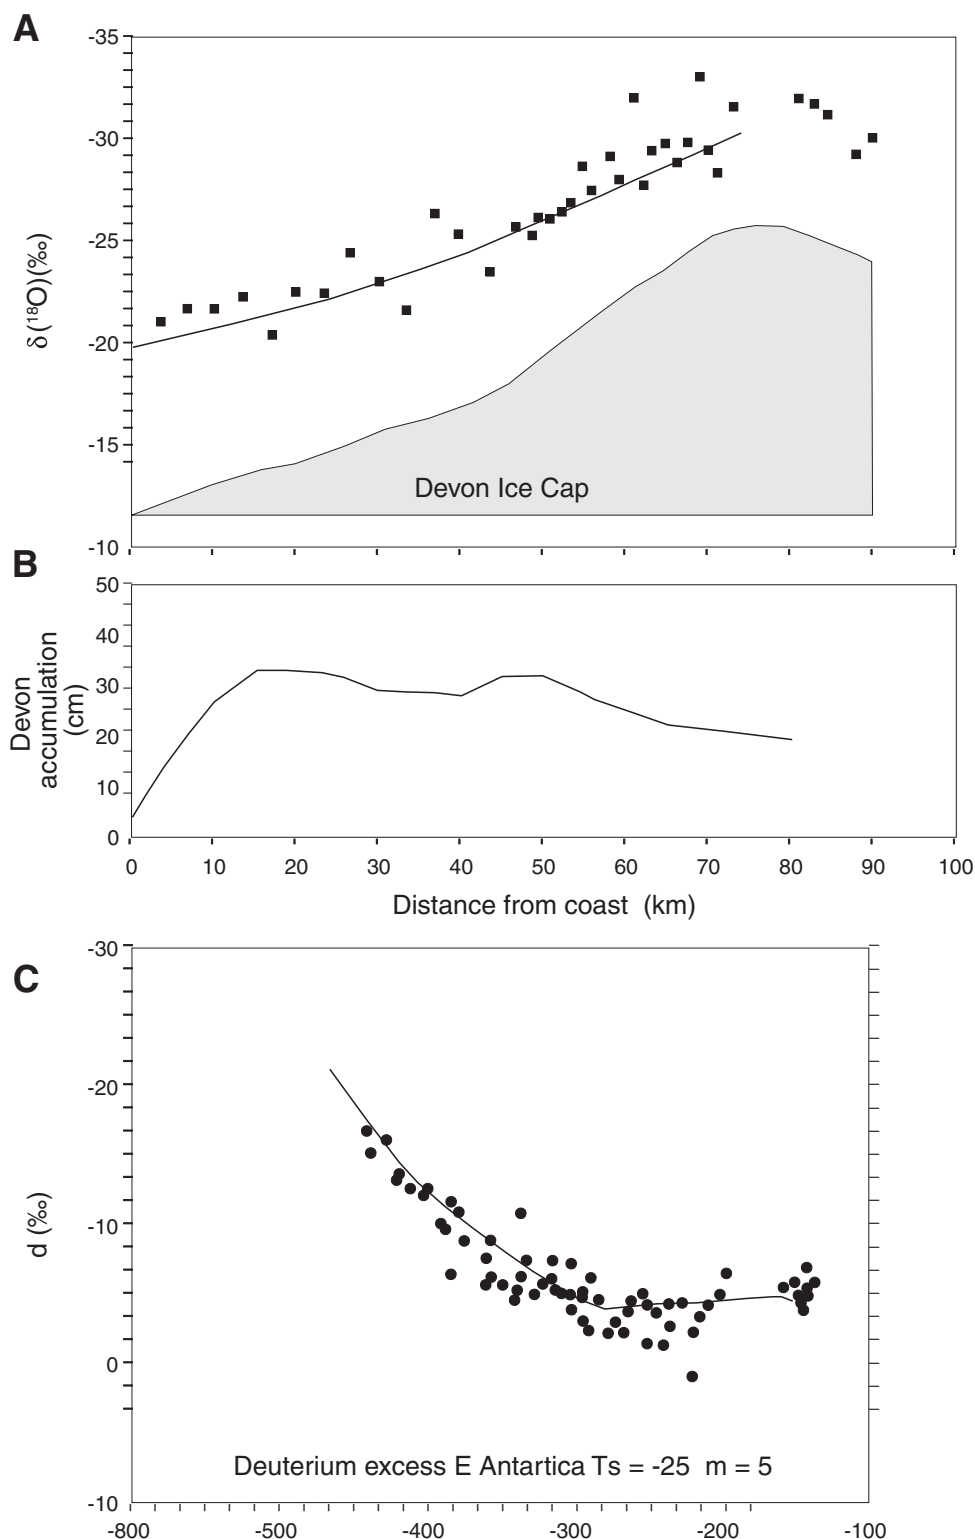 A
-35
-30
-25
-20
-15
-10
δ (¹⁸O) (‰)
Devon Ice Cap
B
50
40
30
20
10
0
Devon
accumulation
(cm)
0 10 20 30 40 50 60 70 80 90 100
Distance from coast (km)
C
-30
-20
-10
0
-10
d (‰)
Deuterium excess E Antartica Ts = -25 m = 5
-800 -500 -400 -300 -200 -100